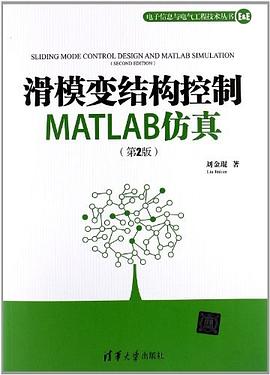 电子信息与电气工程技术丛书 E&E
SLIDING MODE CONTROL DESIGN AND MATLAB SIMULATION
(SECOND EDITION)
滑模变结构控制
MATLAB仿真
(第2版)
刘金琨 著
Liu Jinkun
清华大学出版社